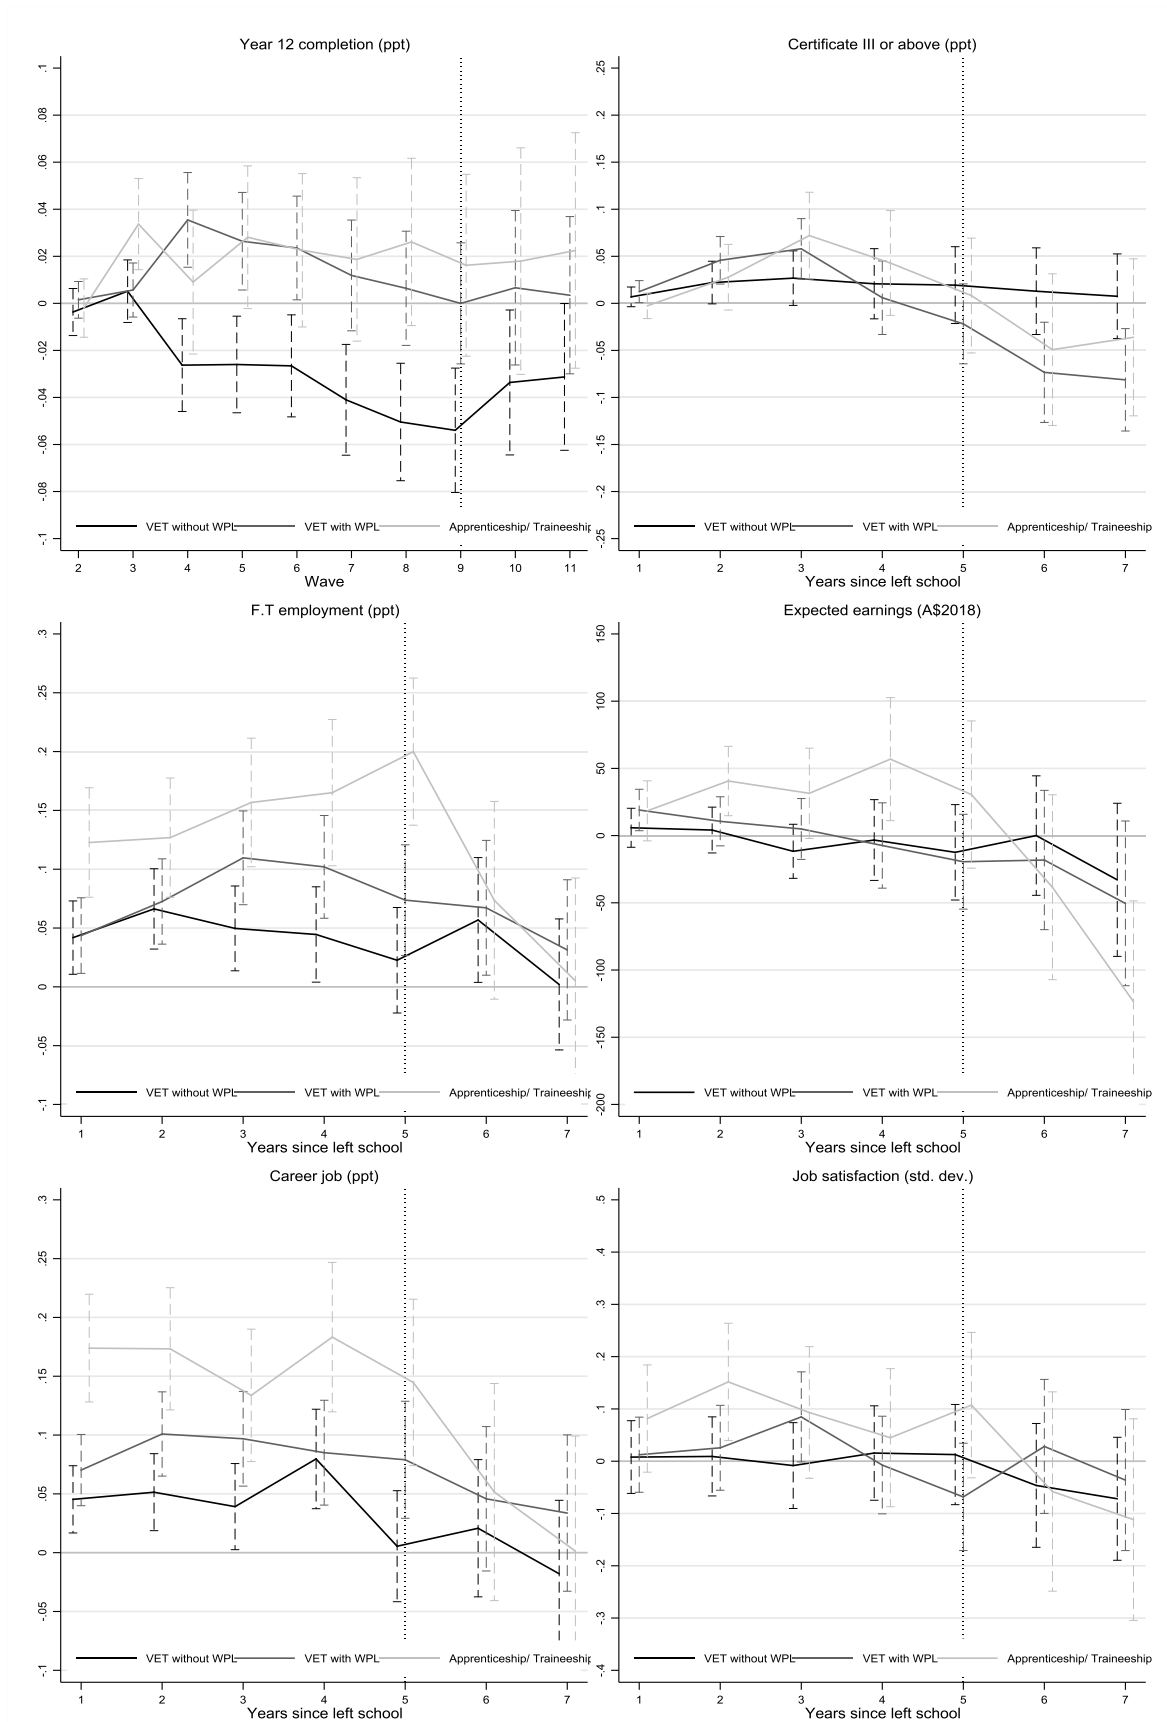 Year 12 completion (ppt)
.1
.08
.06
.04
.02
0
-.02
-.04
-.06
-.08
-.1
VET without WPL VET with WPL Apprenticeship/ Traineeship
2 3 4 5 6 7 8 9 10 11
Wave
Certificate III or above (ppt)
.25
.2
.15
.1
.05
0
-.05
-.1
-.15
-.2
-.25
VET without WPL VET with WPL Apprenticeship/ Traineeship
1 2 3 4 5 6 7
Years since left school
F.T employment (ppt)
.3
.25
.2
.15
.1
.05
0
-.05
-.1
VET without WPL VET with WPL Apprenticeship/ Traineeship
1 2 3 4 5 6 7
Years since left school
Expected earnings (A$2018)
150
100
50
0
-50
-100
-150
-200
VET without WPL VET with WPL Apprenticeship/ Traineeship
1 2 3 4 5 6 7
Years since left school
Career job (ppt)
.3
.25
.2
.15
.1
.05
0
-.05
-.1
VET without WPL VET with WPL Apprenticeship/ Traineeship
1 2 3 4 5 6 7
Years since left school
Job satisfaction (std. dev.)
.5
.4
.3
.2
.1
0
-.1
-.2
-.3
-.4
VET without WPL VET with WPL Apprenticeship/ Traineeship
1 2 3 4 5 6 7
Years since left school